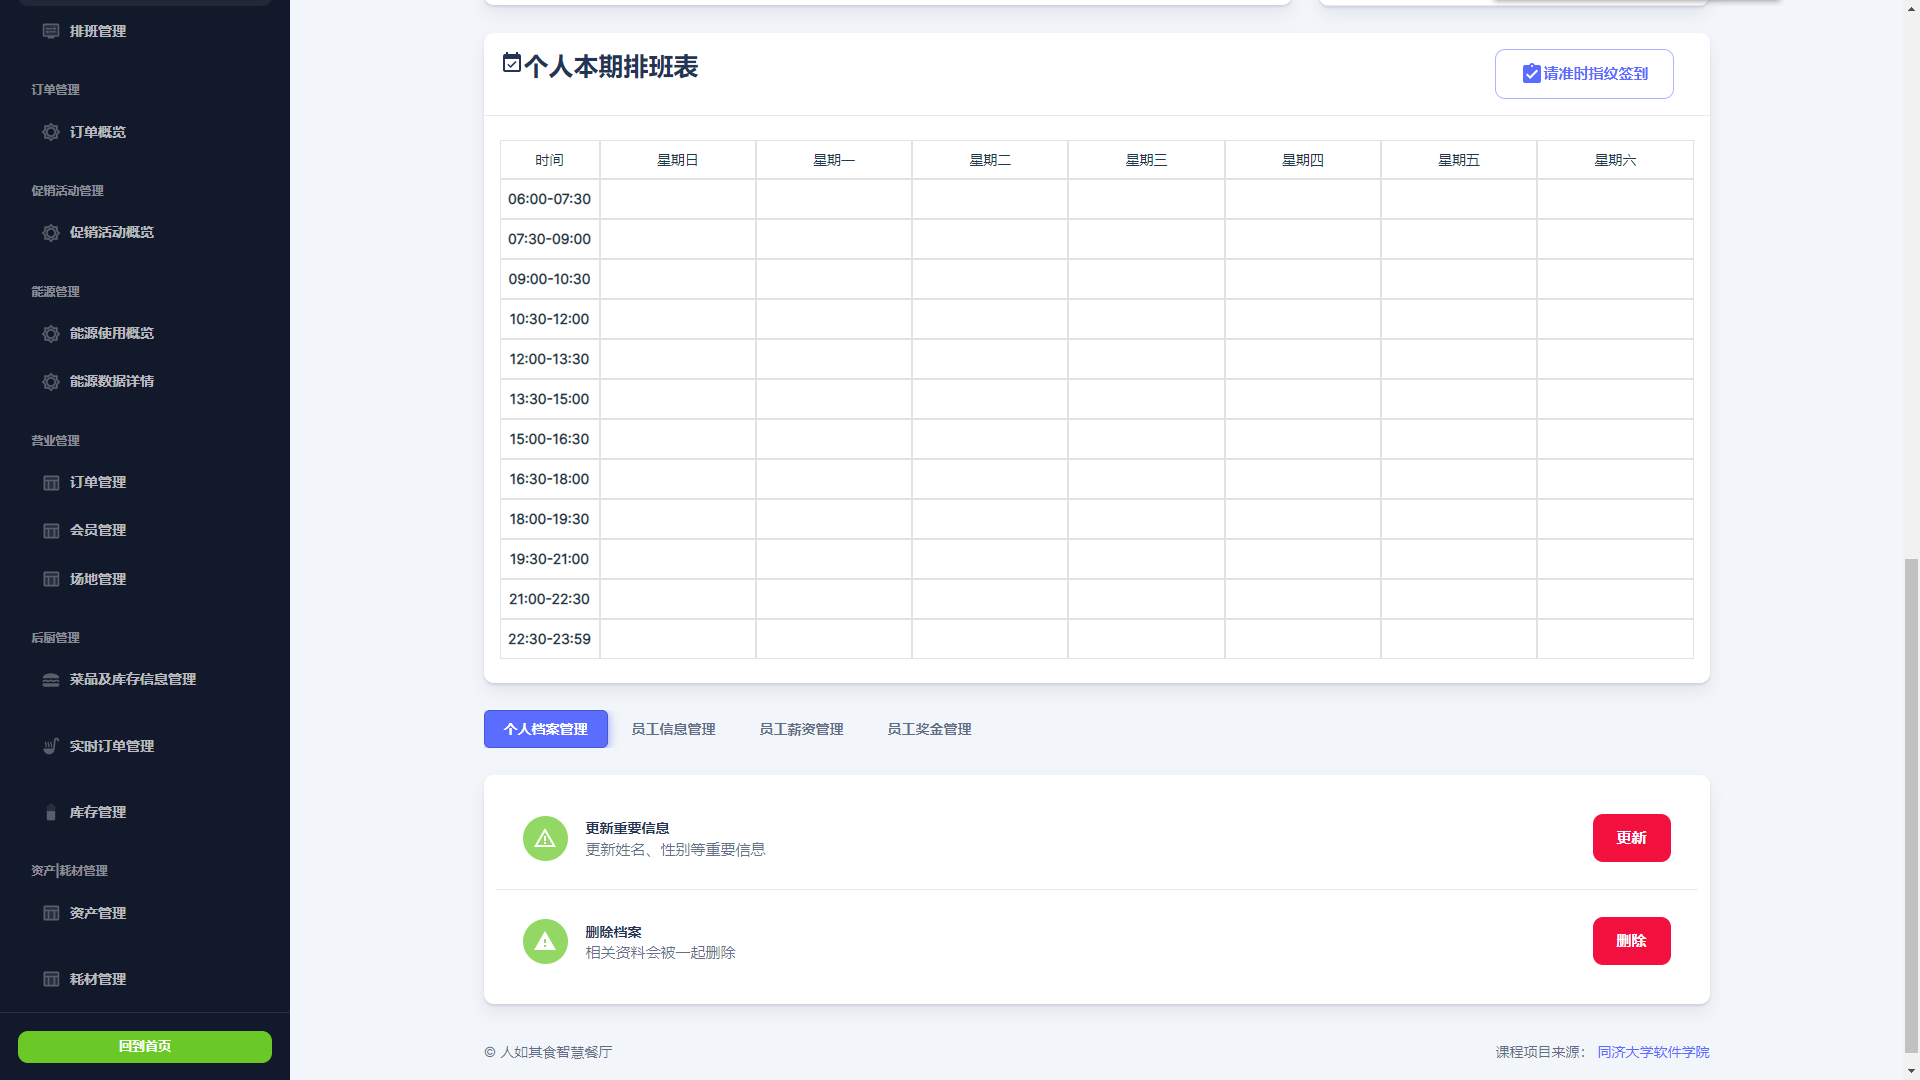 排班管理
订单管理
订单概览
促销活动管理
促销活动概览
能源管理
能源使用概览
能源数据详情
营业管理
订单管理
会员管理
场地管理
后厨管理
菜品及库存信息管理
实时订单管理
库存管理
资产|耗材管理
资产管理
耗材管理
回到首页
个人本期排班表
请准时指纹签到
时间 星期日 星期一 星期二 星期三 星期四 星期五 星期六
06:00-07:30
07:30-09:00
09:00-10:30
10:30-12:00
12:00-13:30
13:30-15:00
15:00-16:30
16:30-18:00
18:00-19:30
19:30-21:00
21:00-22:30
22:30-23:59
个人档案管理 员工信息管理 员工薪资管理 员工奖金管理
更新重要信息
更新姓名、性别等重要信息
更新
删除档案
相关资料会被一起删除
删除
© 人如其食智慧餐厅
课程项目来源： 同济大学软件学院